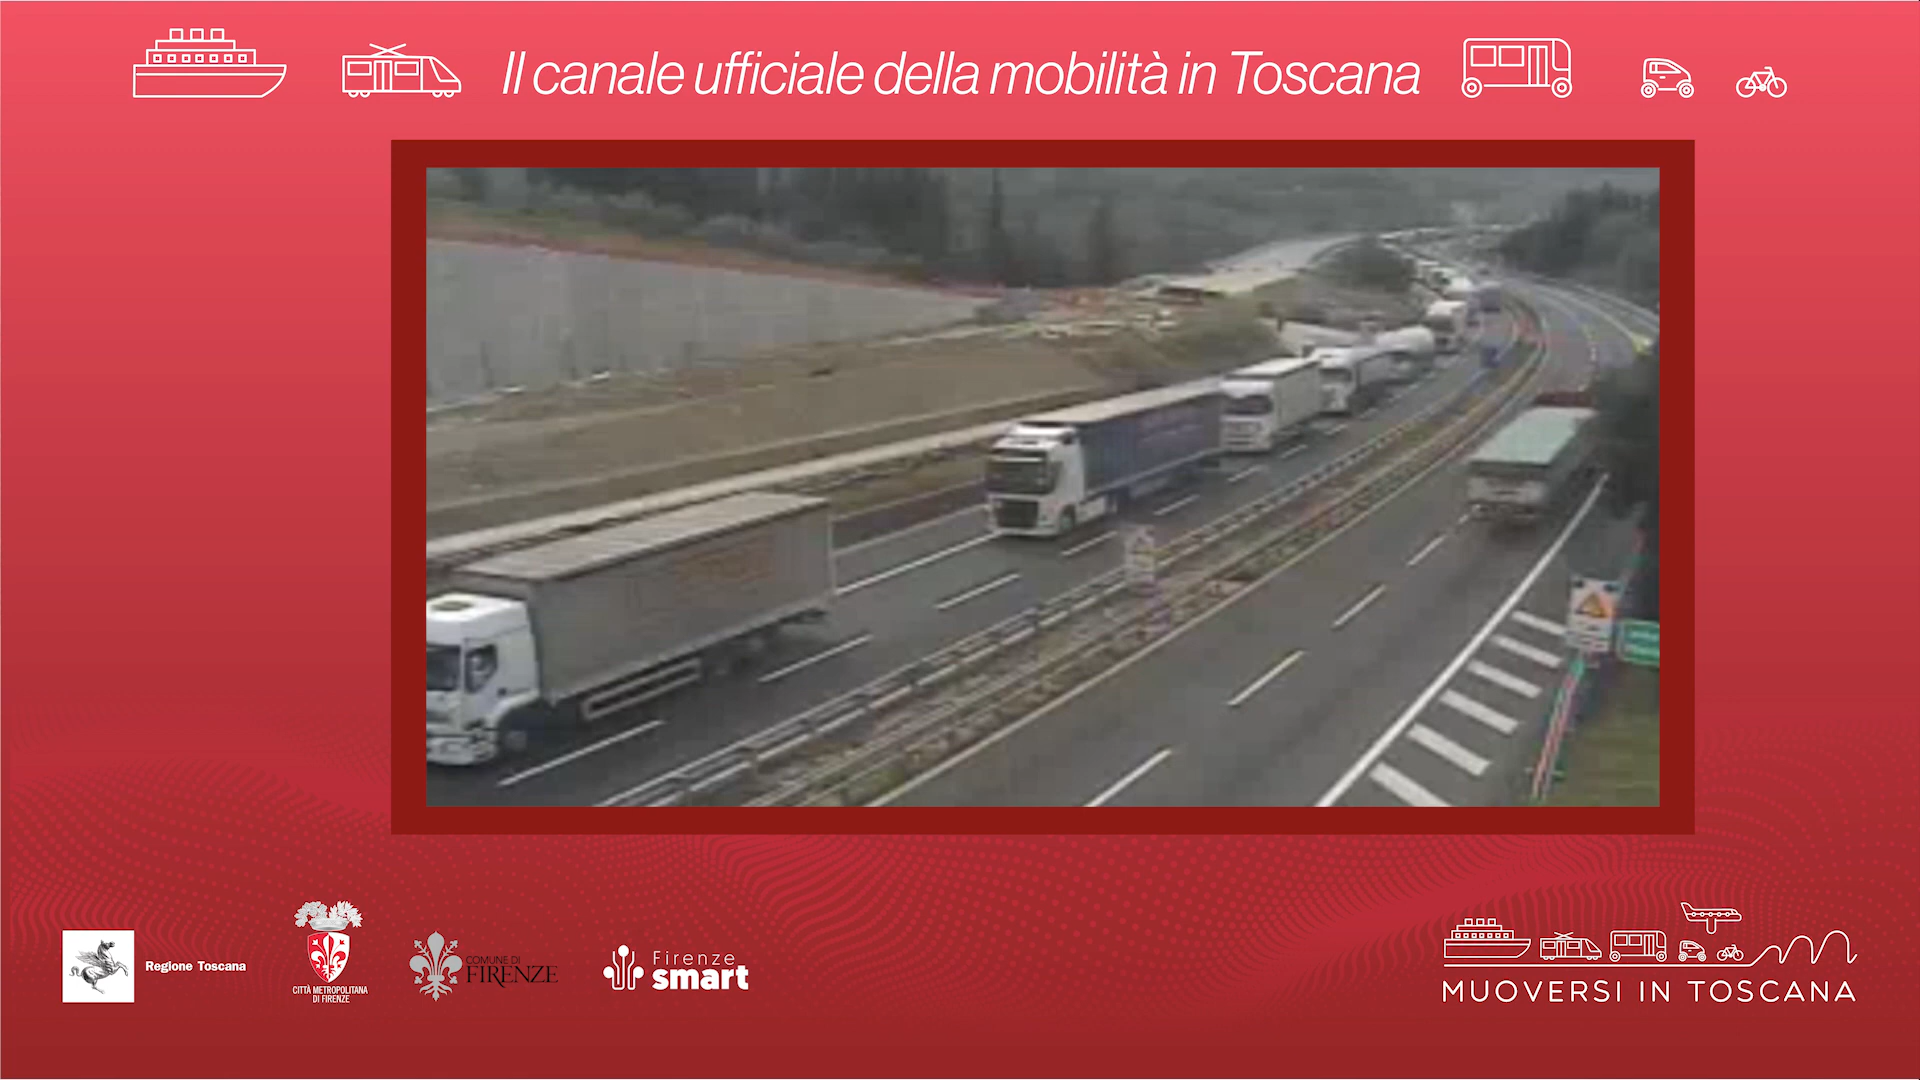 Il canale ufficiale della mobilità in Toscana
Regione Toscana
CITTÀ METROPOLITANA
DI FIRENZE
COMUNE DI
FIRENZE
Firenze
smart
MUOVERSI IN TOSCANA